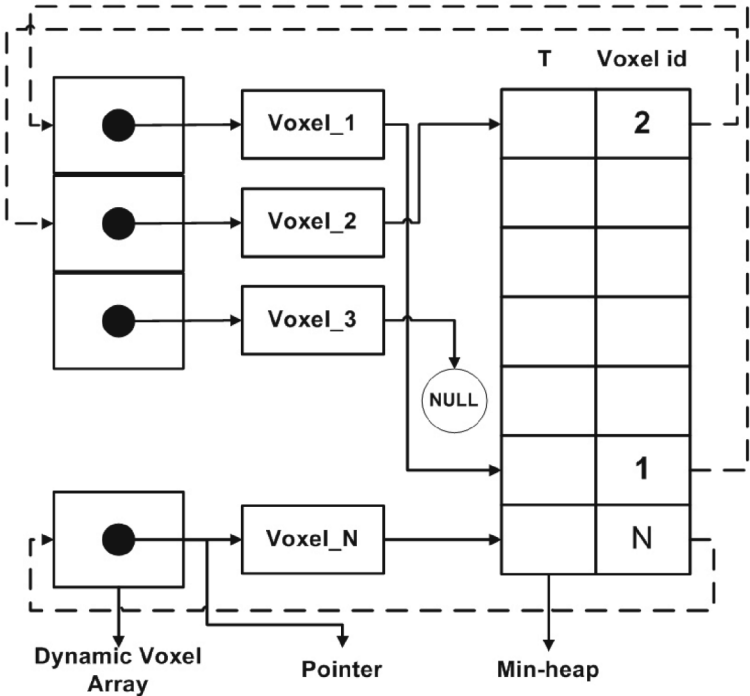 T Voxel id
Voxel_1
2
Voxel_2
Voxel_3
NULL
1
Voxel_N
N
Dynamic Voxel
Array
Pointer
Min-heap